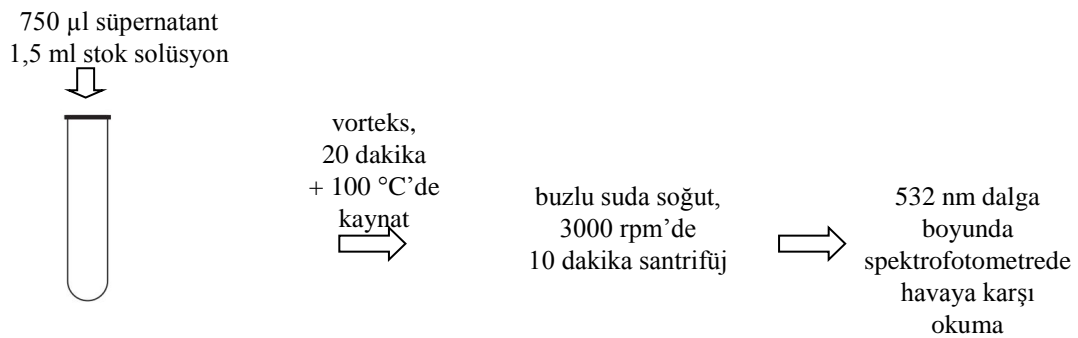 750 µl süpernatant
1,5 ml stok solüsyon
vorteks,
20 dakika
+ 100 °C’de
kaynat
buzlu suda soğut,
3000 rpm’de
10 dakika santrifüj
532 nm dalga
boyunda
spektrofotometrede
havaya karşı
okuma